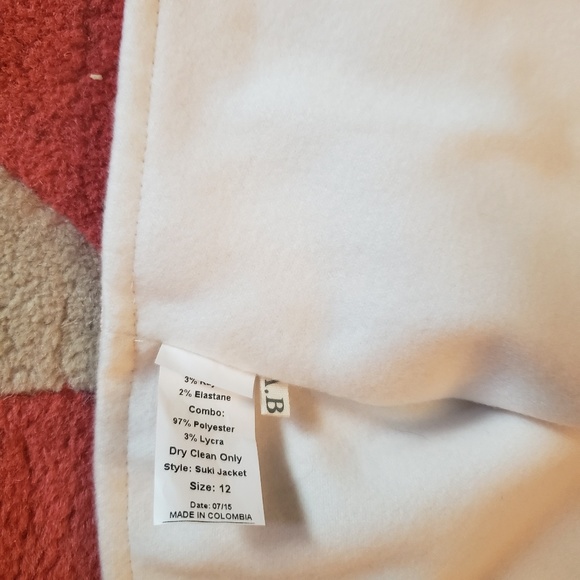 3%
2% Elastane
Combo:
97% Polyester
3% Lycra
Dry Clean Only
Style: Suki Jacket
Size: 12
Date: 07/15
MADE IN COLOMBIA
.B